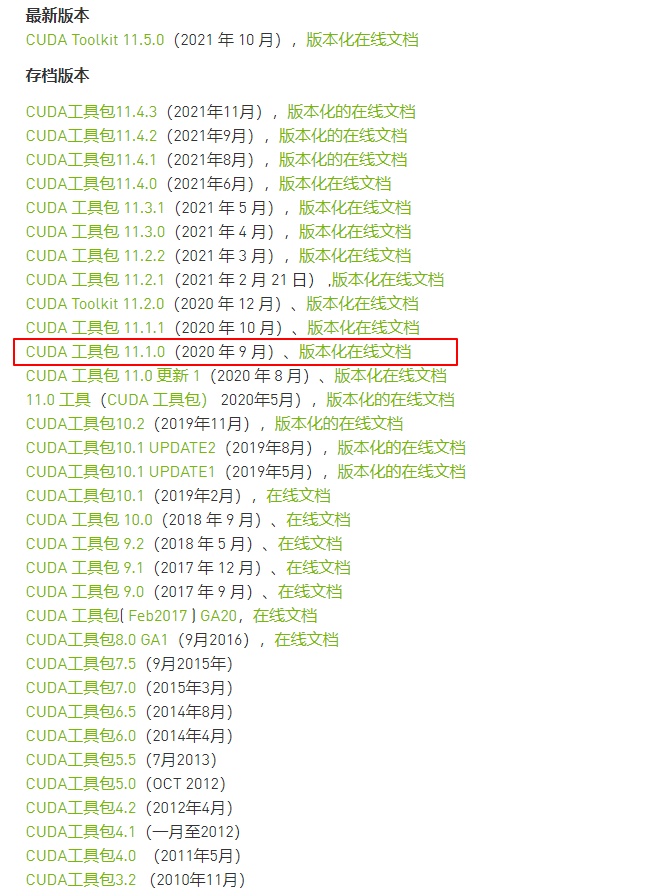 最新版本
CUDA Toolkit 11.5.0（2021 年 10 月），版本化在线文档
存档版本
CUDA工具包11.4.3（2021年11月），版本化的在线文档
CUDA工具包11.4.2（2021年9月），版本化的在线文档
CUDA工具包11.4.1（2021年8月），版本化的在线文档
CUDA工具包11.4.0（2021年6月），版本化在线文档
CUDA 工具包 11.3.1（2021 年 5 月），版本化在线文档
CUDA 工具包 11.3.0（2021 年 4 月），版本化在线文档
CUDA 工具包 11.2.2（2021 年 3 月），版本化在线文档
CUDA 工具包 11.2.1（2021 年 2 月 21 日）,版本化在线文档
CUDA Toolkit 11.2.0（2020 年 12 月）、版本化在线文档
CUDA 工具包 11.1.1（2020 年 10 月）、版本化在线文档
CUDA 工具包 11.1.0（2020 年 9 月）、版本化在线文档
CUDA 工具包 11.0 更新 1（2020 年 8 月）、版本化在线文档
11.0 工具（CUDA 工具包） 2020年5月），版本化的在线文档
CUDA工具包10.2（2019年11月），版本化的在线文档
CUDA工具包10.1 UPDATE2（2019年8月），版本化的在线文档
CUDA工具包10.1 UPDATE1（2019年5月），版本化的在线文档
CUDA工具包10.1（2019年2月），在线文档
CUDA 工具包 10.0（2018 年 9 月）、在线文档
CUDA 工具包 9.2（2018 年 5 月）、在线文档
CUDA 工具包 9.1（2017 年 12 月）、在线文档
CUDA 工具包 9.0（2017 年 9 月）、在线文档
CUDA 工具包( Feb2017 ) GA20，在线文档
CUDA工具包8.0 GA1（9月2016），在线文档
CUDA工具包7.5（9月2015年）
CUDA工具包7.0（2015年3月）
CUDA工具包6.5（2014年8月）
CUDA工具包6.0（2014年4月）
CUDA工具包5.5（7月2013）
CUDA工具包5.0（OCT 2012）
CUDA工具包4.2（2012年4月）
CUDA工具包4.1（一月至2012）
CUDA工具包4.0 （2011年5月）
CUDA工具包3.2 （2010年11月）